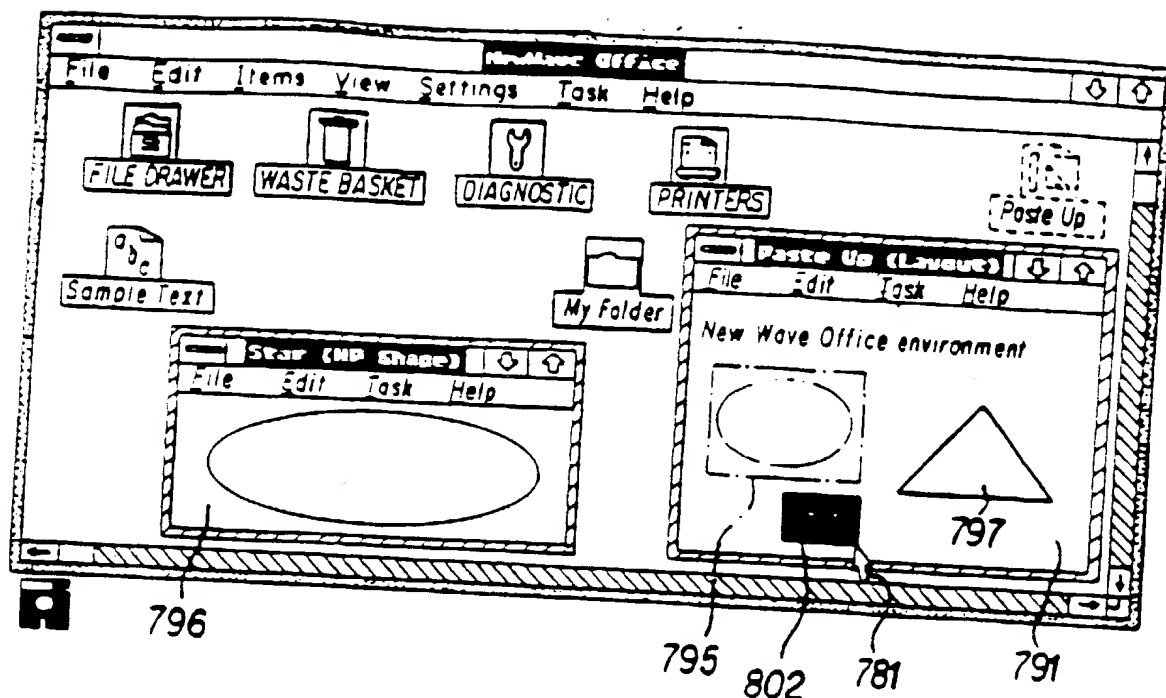 NewWave Office
File Edit Items View Settings Task Help
FILE DRAWER WASTE BASKET DIAGNOSTIC PRINTERS Paste Up
abc
Sample Text
My Folder
Paste Up (Layout)
File Edit Task Help
New Wave Office environment
Star (HP Shape)
File Edit Task Help
797
796
795
802
781
791